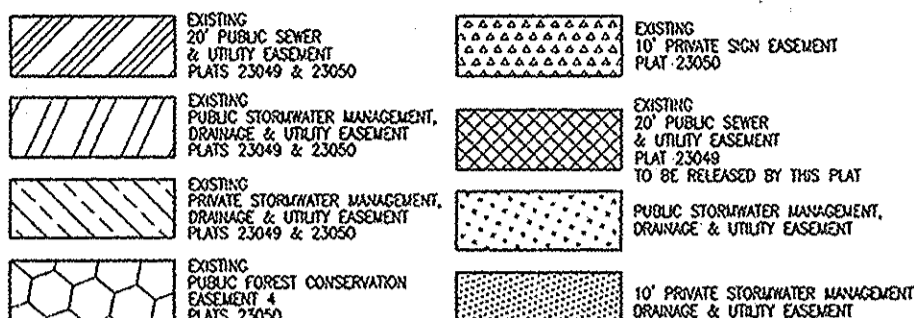 EXISTING
20' PUBLIC SEWER
& UTILITY EASEMENT
PLATS 23049 & 23050
EXISTING
PUBLIC STORMWATER MANAGEMENT,
DRAINAGE & UTILITY EASEMENT
PLATS 23049 & 23050
EXISTING
PRIVATE STORMWATER MANAGEMENT,
DRAINAGE & UTILITY EASEMENT
PLATS 23049 & 23050
EXISTING
PUBLIC FOREST CONSERVATION
EASEMENT 4
PLATS 23050
EXISTING
10' PRIVATE SIGN EASEMENT
PLAT 23050
EXISTING
20' PUBLIC SEWER
& UTILITY EASEMENT
PLAT 23049
TO BE RELEASED BY THIS PLAT
PUBLIC STORMWATER MANAGEMENT,
DRAINAGE & UTILITY EASEMENT
10' PRIVATE STORMWATER MANAGEMENT
DRAINAGE & UTILITY EASEMENT